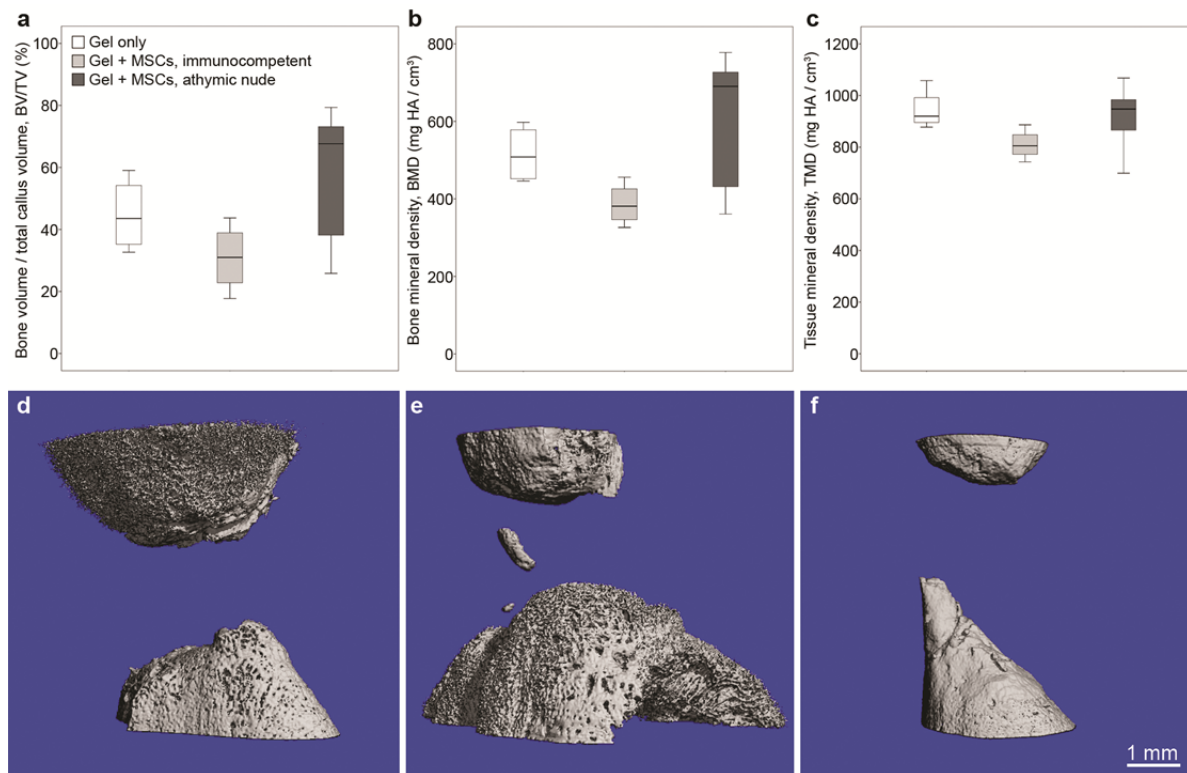 a
Bone volume / total callus volume, BV/TV (%)
100
80
60
40
20
0
Gel only
Gel + MSCs, immunocompetent
Gel + MSCs, athymic nude
b
Bone mineral density, BMD (mg HA / cm³)
800
600
400
200
0
c
Tissue mineral density, TMD (mg HA / cm³)
1200
1000
800
600
400
200
0
d
e
f
1 mm